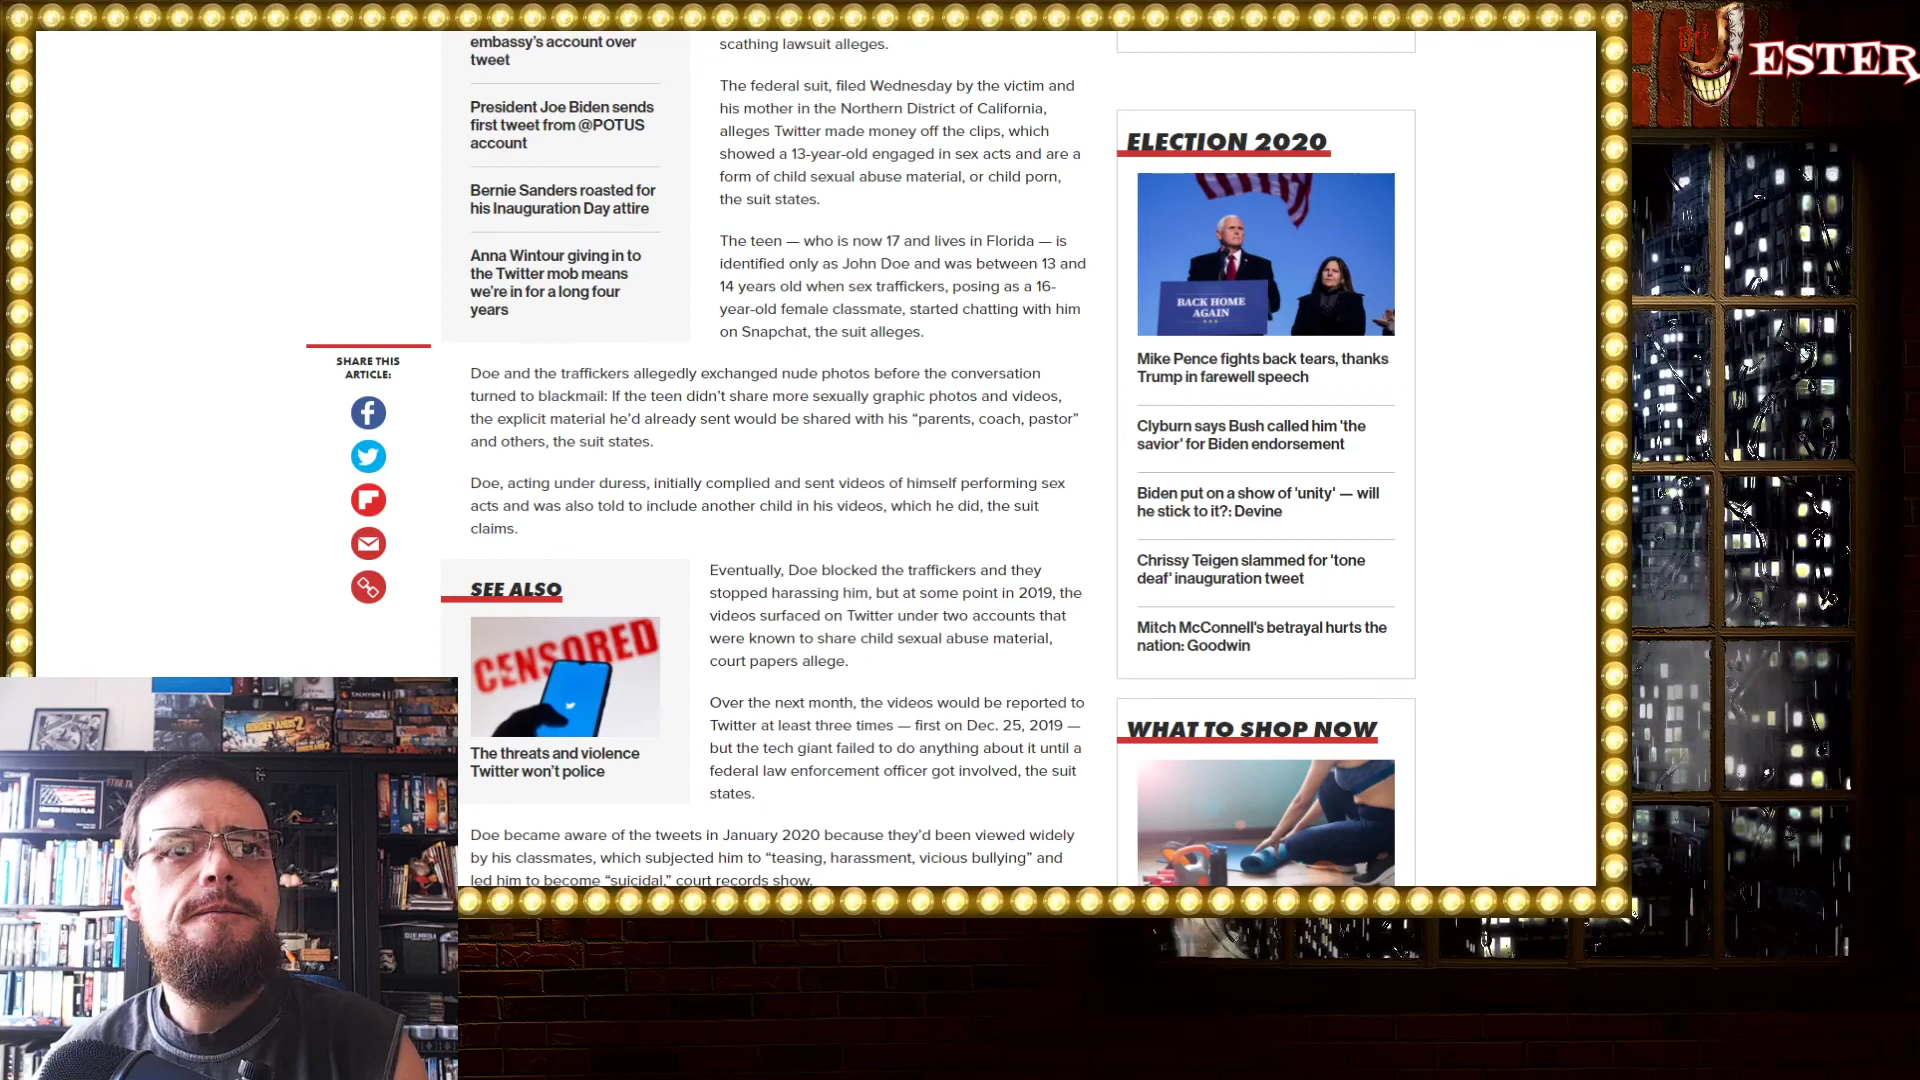 embassy's account over
tweet
President Joe Biden sends
first tweet from @POTUS
account
Bernie Sanders roasted for
his Inauguration Day attire
Anna Wintour giving in to
the Twitter mob means
we're in for a long four
years
scathing lawsuit alleges.
The federal suit, filed Wednesday by the victim and
his mother in the Northern District of California,
alleges Twitter made money off the clips, which
showed a 13-year-old engaged in sex acts and are a
form of child sexual abuse material, or child porn,
the suit states.
The teen — who is now 17 and lives in Florida — is
identified only as John Doe and was between 13 and
14 years old when sex traffickers, posing as a 16-
year-old female classmate, started chatting with him
on Snapchat, the suit alleges.
SHARE THIS
ARTICLE:
Doe and the traffickers allegedly exchanged nude photos before the conversation
turned to blackmail: If the teen didn't share more sexually graphic photos and videos,
the explicit material he'd already sent would be shared with his “parents, coach, pastor”
and others, the suit states.
Doe, acting under duress, initially complied and sent videos of himself performing sex
acts and was also told to include another child in his videos, which he did, the suit
claims.
SEE ALSO
CENSORED
The threats and violence
Twitter won't police
Eventually, Doe blocked the traffickers and they
stopped harassing him, but at some point in 2019, the
videos surfaced on Twitter under two accounts that
were known to share child sexual abuse material,
court papers allege.
Over the next month, the videos would be reported to
Twitter at least three times — first on Dec. 25, 2019 —
but the tech giant failed to do anything about it until a
federal law enforcement officer got involved, the suit
states.
Doe became aware of the tweets in January 2020 because they'd been viewed widely
by his classmates, which subjected him to “teasing, harassment, vicious bullying” and
led him to become “suicidal,” court records show.
ELECTION 2020
BACK HOME
AGAIN
Mike Pence fights back tears, thanks
Trump in farewell speech
Clyburn says Bush called him 'the
savior' for Biden endorsement
Biden put on a show of 'unity' — will
he stick to it?: Devine
Chrissy Teigen slammed for 'tone
deaf' inauguration tweet
Mitch McConnell's betrayal hurts the
nation: Goodwin
WHAT TO SHOP NOW
JESTER
BORDERLANDS 2
UNITED STATES FLAG